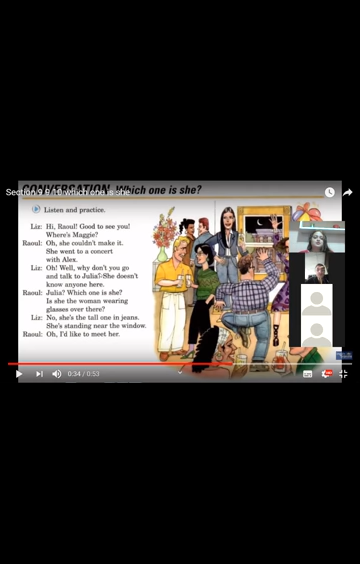 CONVERSATION Which one is she?
Section 9 9.10 which one is she
Listen and practice.
Liz: Hi, Raoul! Good to see you!
Where's Maggie?
Raoul: Oh, she couldn't make it.
She went to a concert
with Alex.
Liz: Oh! Well, why don't you go
and talk to Julia? She doesn't
know anyone here.
Raoul: Julia? Which one is she?
Is she the woman wearing
glasses over there?
Liz: No, she's the tall one in jeans.
She's standing near the window.
Raoul: Oh, I'd like to meet her.
0:34 / 0:53